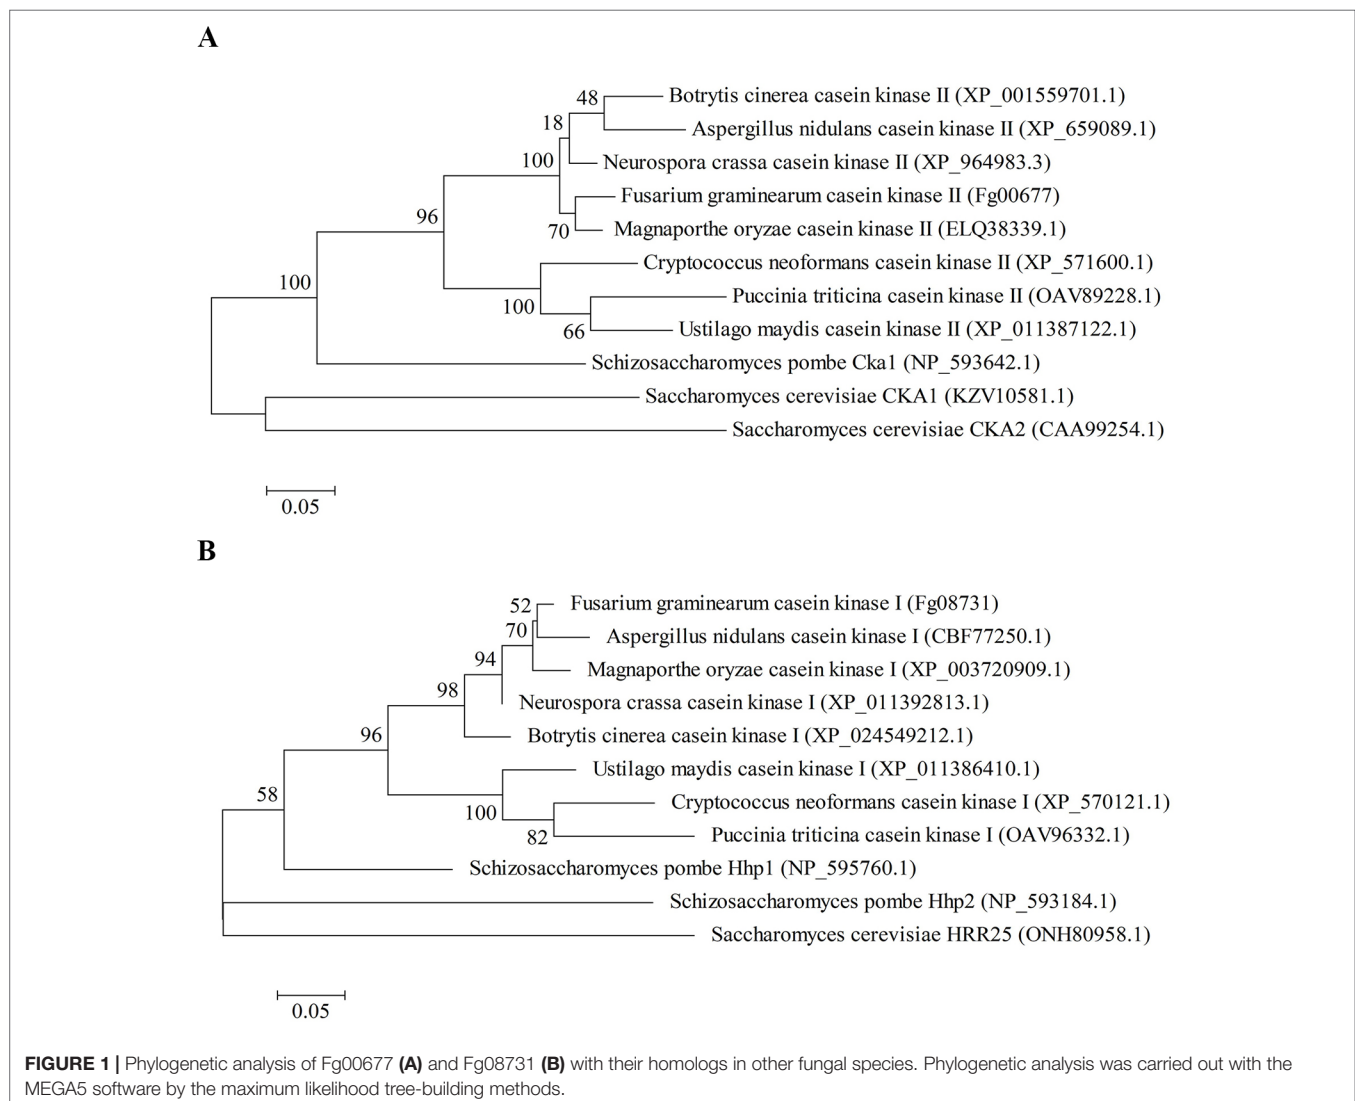 A
48
Botrytis cinerea casein kinase II (XP_001559701.1)
18
Aspergillus nidulans casein kinase II (XP_659089.1)
100
Neurospora crassa casein kinase II (XP_964983.3)
Fusarium graminearum casein kinase II (Fg00677)
96
70
Magnaporthe oryzae casein kinase II (ELQ38339.1)
Cryptococcus neoformans casein kinase II (XP_571600.1)
100
Puccinia triticina casein kinase II (OAV89228.1)
100
66
Ustilago maydis casein kinase II (XP_011387122.1)
Schizosaccharomyces pombe Cka1 (NP_593642.1)
Saccharomyces cerevisiae CKA1 (KZV10581.1)
Saccharomyces cerevisiae CKA2 (CAA99254.1)
0.05
B
52
Fusarium graminearum casein kinase I (Fg08731)
70
Aspergillus nidulans casein kinase I (CBF77250.1)
94
Magnaporthe oryzae casein kinase I (XP_003720909.1)
98
Neurospora crassa casein kinase I (XP_011392813.1)
96
Botrytis cinerea casein kinase I (XP_024549212.1)
Ustilago maydis casein kinase I (XP_011386410.1)
58
100
Cryptococcus neoformans casein kinase I (XP_570121.1)
82
Puccinia triticina casein kinase I (OAV96332.1)
Schizosaccharomyces pombe Hhp1 (NP_595760.1)
Schizosaccharomyces pombe Hhp2 (NP_593184.1)
Saccharomyces cerevisiae HRR25 (ONH80958.1)
0.05
FIGURE 1 | Phylogenetic analysis of Fg00677 (A) and Fg08731 (B) with their homologs in other fungal species. Phylogenetic analysis was carried out with the
MEGA5 software by the maximum likelihood tree-building methods.